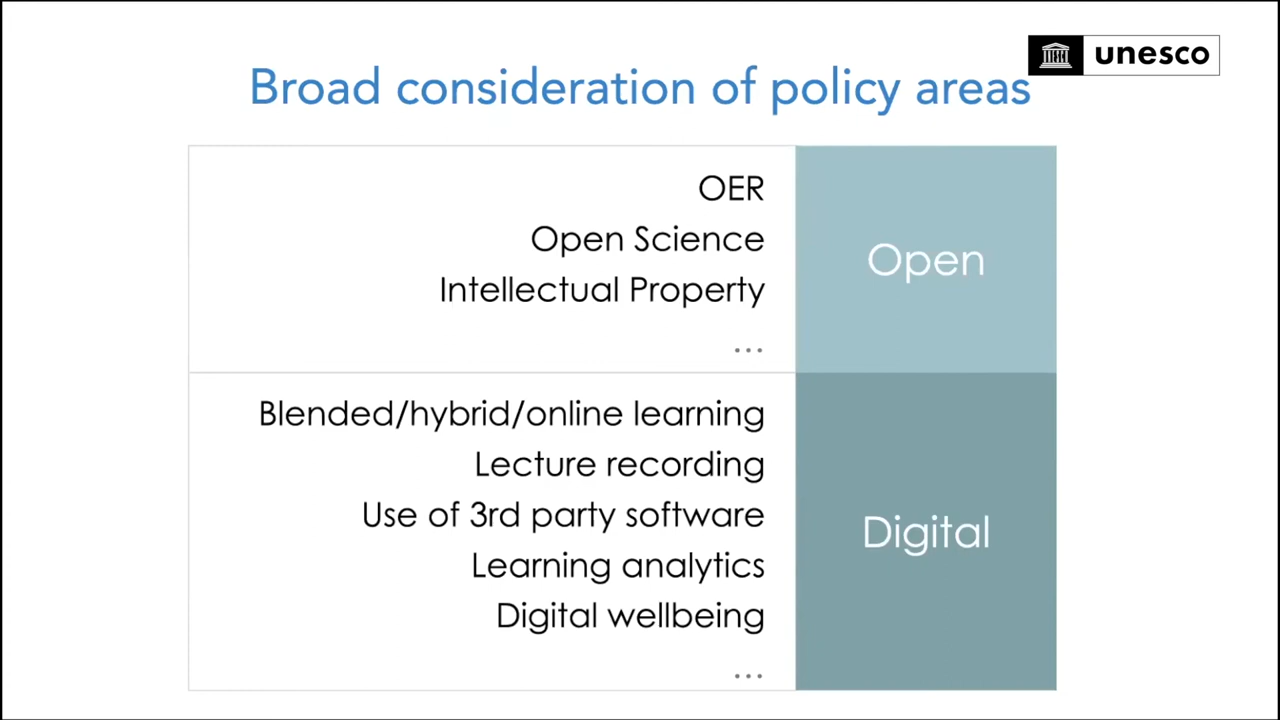 unesco
Broad consideration of policy areas
OER
Open Science
Intellectual Property
...
Open
Blended/hybrid/online learning
Lecture recording
Use of 3rd party software
Learning analytics
Digital wellbeing
...
Digital